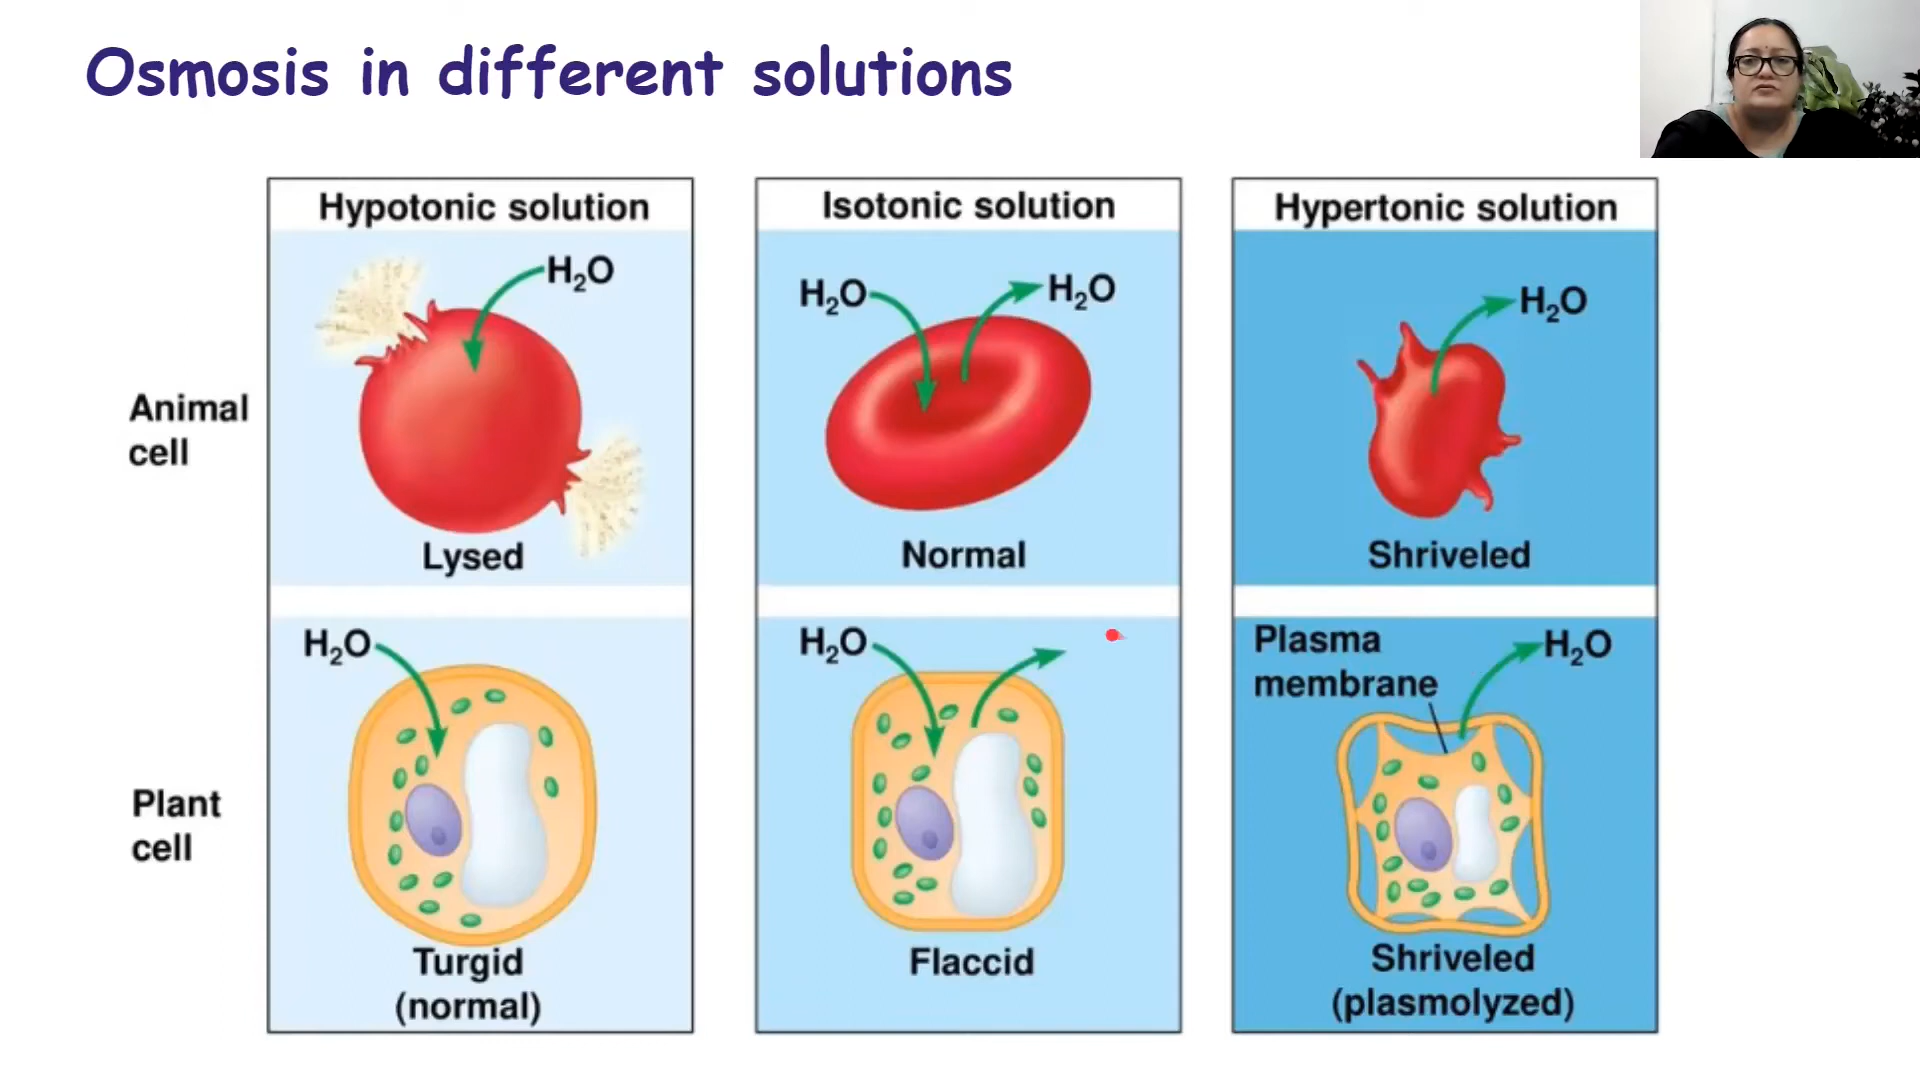 Osmosis in different solutions
Hypotonic solution
Isotonic solution
Hypertonic solution
Animal
cell
H₂O
Lysed
H₂O
H₂O
Normal
H₂O
Shriveled
Plant
cell
H₂O
Turgid
(normal)
H₂O
Flaccid
Plasma
membrane
H₂O
Shriveled
(plasmolyzed)